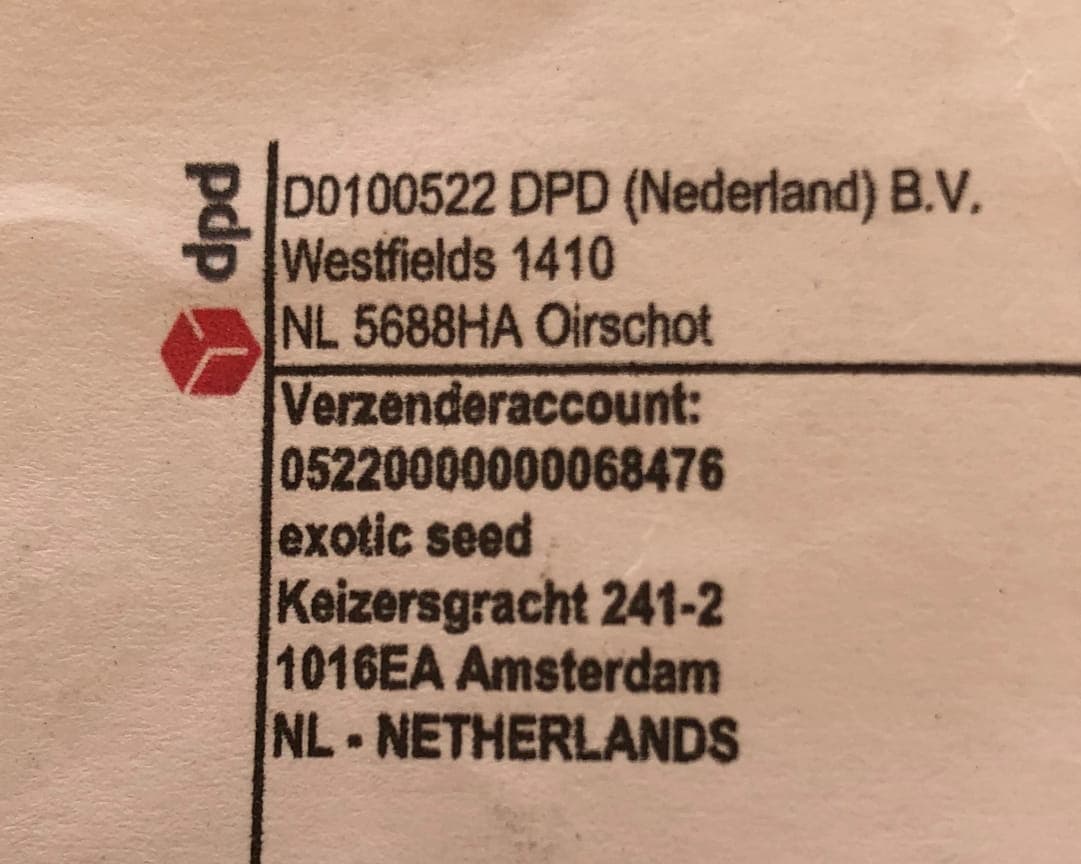 dpd
D0100522 DPD (Nederland) B.V.
Westfields 1410
NL 5688HA Oirschot
Verzenderaccount:
05220000000068476
exotic seed
Keizersgracht 241-2
1016EA Amsterdam
NL - NETHERLANDS